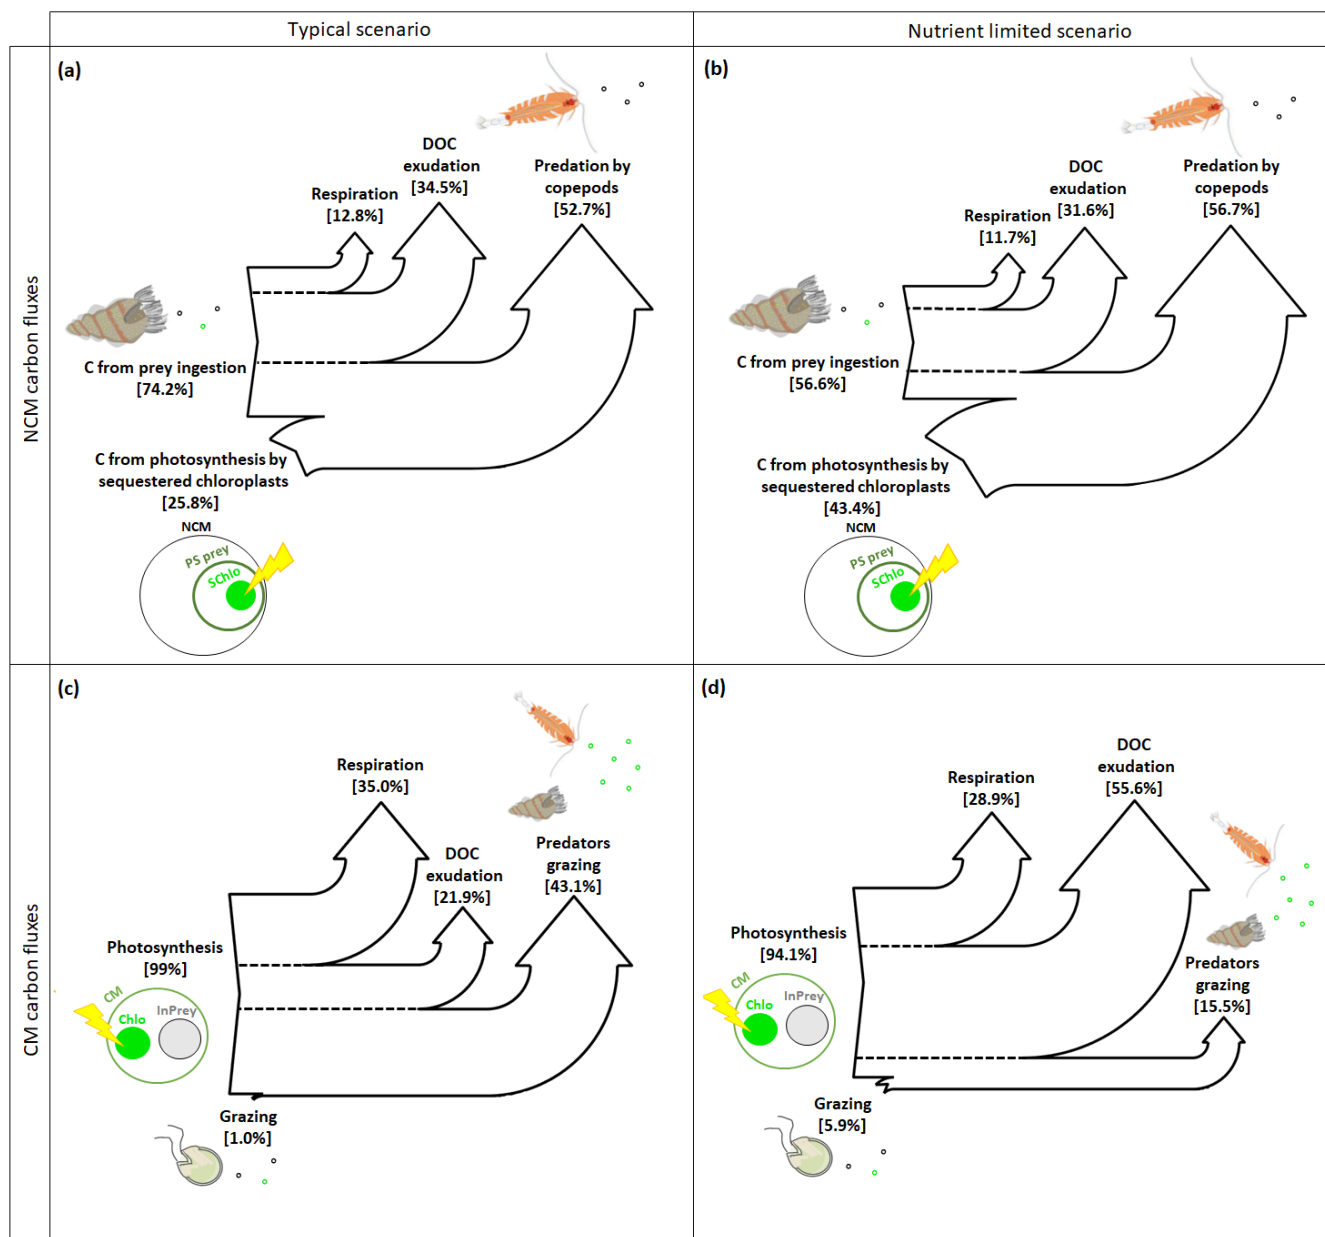 Typical scenario
Nutrient limited scenario
NCM carbon fluxes
(a)
DOC
exudation
[34.5%]
Respiration
[12.8%]
Predation by
copepods
[52.7%]
C from prey ingestion
[74.2%]
C from photosynthesis by
sequestered chloroplasts
[25.8%]
NCM
PS prey
SChlo
(b)
DOC
exudation
[31.6%]
Respiration
[11.7%]
Predation by
copepods
[56.7%]
C from prey ingestion
[56.6%]
C from photosynthesis by
sequestered chloroplasts
[43.4%]
NCM
PS prey
SChlo
CM carbon fluxes
(c)
Respiration
[35.0%]
DOC
exudation
[21.9%]
Predators
grazing
[43.1%]
Photosynthesis
[99%]
CM
Chlo
InPrey
Grazing
[1.0%]
(d)
Respiration
[28.9%]
DOC
exudation
[55.6%]
Predators
grazing
[15.5%]
Photosynthesis
[94.1%]
CM
Chlo
InPrey
Grazing
[5.9%]